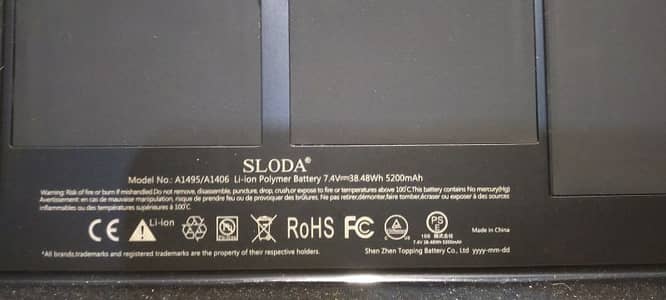 SLODA®
Model No.: A1495/A1406 Li-ion Polymer Battery 7.4V⎓38.48Wh 5200mAh
Warning: Risk of fire or burn if mishandled Do not remove, disassemble, puncture, drop, crush,or expose to fire or temperatures above 100℃.This battery contains No mercury(Hg)
Avertissement: en cas de mauvaise manipulation, risque de prendre feu ou de provoquer des brûlures. Ne pas retirer,démonter,faire tomber,écraser ou exposer à des sources
inflammables ou des températures supérieures à 100℃
CE Li-ion RoHS FC PS E Made in China
7.4V 38.48Wh 5200mAh
*All brands,trademarks and registered trademarks are the property of their respective holders.
Shen Zhen Topping Battery Co., Ltd yyyy-mm-dd